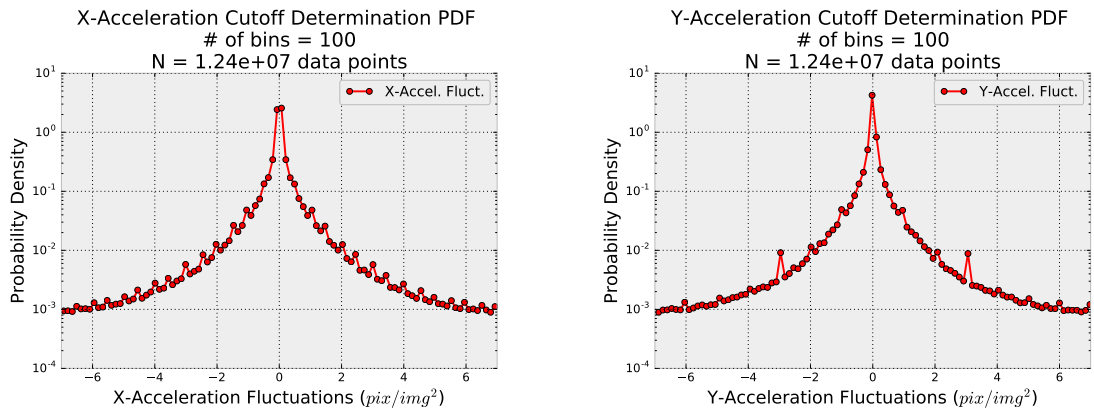 X-Acceleration Cutoff Determination PDF
# of bins = 100
N = 1.24e+07 data points
X-Accel. Fluct.
Probability Density
10^1
10^0
10^-1
10^-2
10^-3
10^-4
−6 −4 −2 0 2 4 6
X-Acceleration Fluctuations (pix/img^2)
Y-Acceleration Cutoff Determination PDF
# of bins = 100
N = 1.24e+07 data points
Y-Accel. Fluct.
Probability Density
10^1
10^0
10^-1
10^-2
10^-3
10^-4
−6 −4 −2 0 2 4 6
Y-Acceleration Fluctuations (pix/img^2)